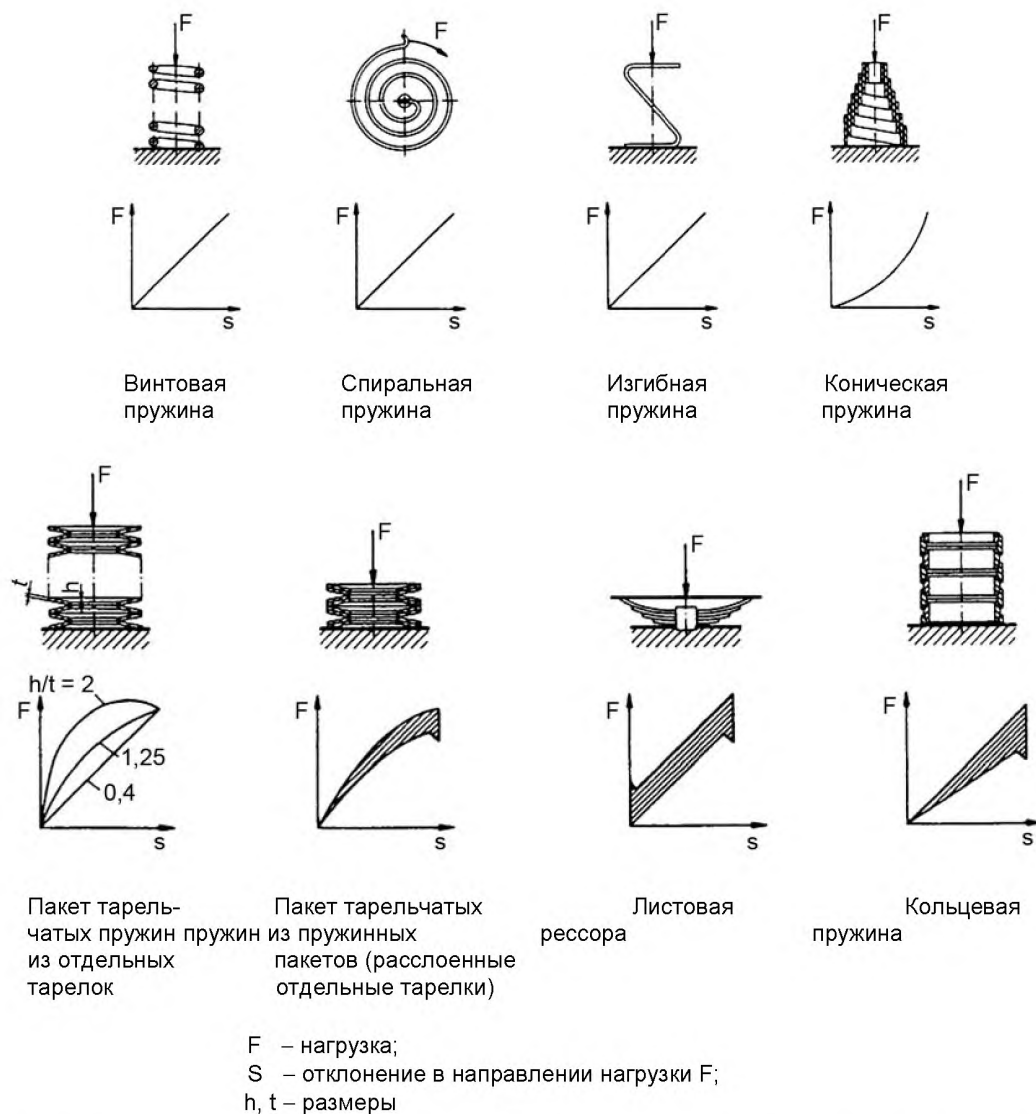 F
F
F
F
F
s
F
s
F
s
F
s
Винтовая
пружина
Спиральная
пружина
Изгибная
пружина
Коническая
пружина
F
t
h
F
F
F
h/t = 2
F
1,25
0,4
s
F
s
F
s
F
s
Пакет тарель-
чатых пружин
из отдельных
тарелок
Пакет тарельчатых
пружин из пружинных
пакетов (расслоенные
отдельные тарелки)
Листовая
рессора
Кольцевая
пружина
F – нагрузка;
S – отклонение в направлении нагрузки F;
h, t – размеры